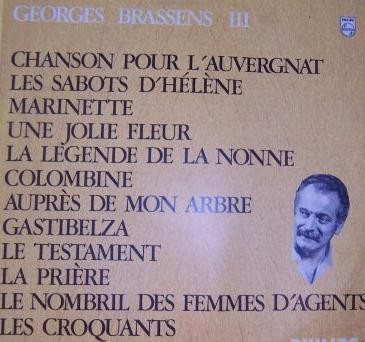 GEORGES BRASSENS III
CHANSON POUR L'AUVERGNAT
LES SABOTS D'HÉLÈNE
MARINETTE
UNE JOLIE FLEUR
LA LÉGENDE DE LA NONNE
COLOMBINE
AUPRÈS DE MON ARBRE
GASTIBELZA
LE TESTAMENT
LA PRIÈRE
LE NOMBRIL DES FEMMES D'AGENTS
LES CROQUANTS
PHILIPS